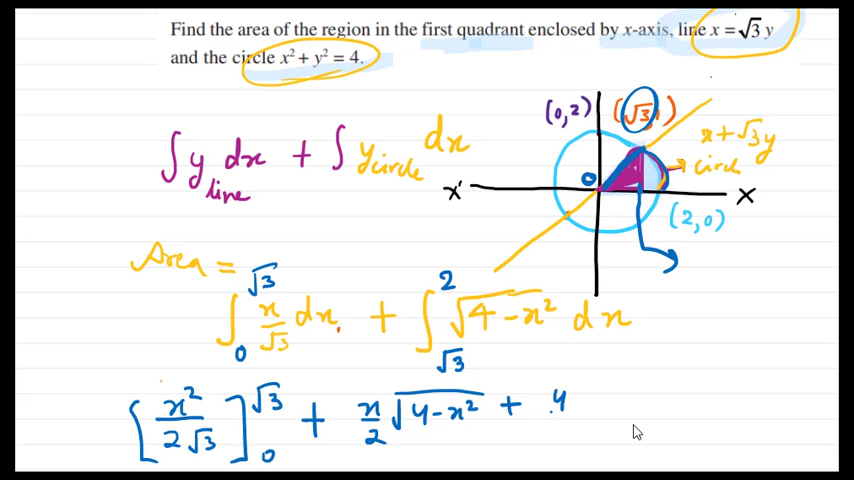 Find the area of the region in the first quadrant enclosed by x-axis, line x = √3 y
and the circle x² + y² = 4.
(0,2) (√3,1)
∫ y line dx + ∫ y circle dx
x + √3y
circle
0
X' X
(2,0)
Area =
∫₀^√3 x/√3 dx + ∫√3^2 √(4-x²) dx
[x²/2√3]₀^√3 + x/2 √(4-x²) + 4